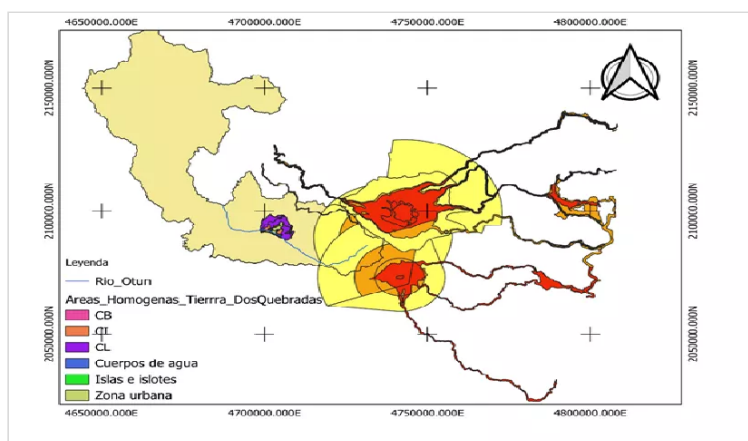 4650000.000E 4700000.000E 4750000.000E 4800000.000E
2150000.000N 2150000.000N
2100000.000N 2100000.000N
2050000.000N 2050000.000N
Leyenda
Rio_Otun
Areas_Homogenas_Tierrra_DosQuebradas
CB
CI
CL
Cuerpos de agua
Islas e islotes
Zona urbana
4650000.000E 4700000.000E 4750000.000E 4800000.000E